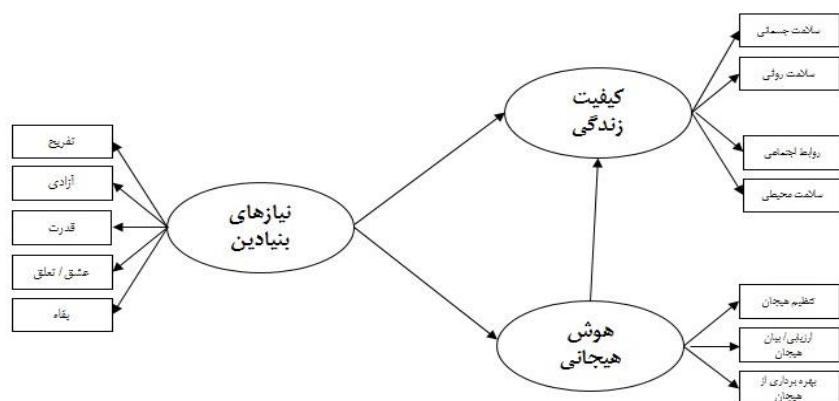 سلامت جسمانی
سلامت روانی
روابط اجتماعی
سلامت محیطی
کیفیت
زندگی
نیازهای
بنیادین
تفریح
آزادی
قدرت
عشق / تعلق
بقاء
هوش
هیجانی
تنظیم هیجان
ارزیابی/ بیان
هیجان
بهره برداری از
هیجان